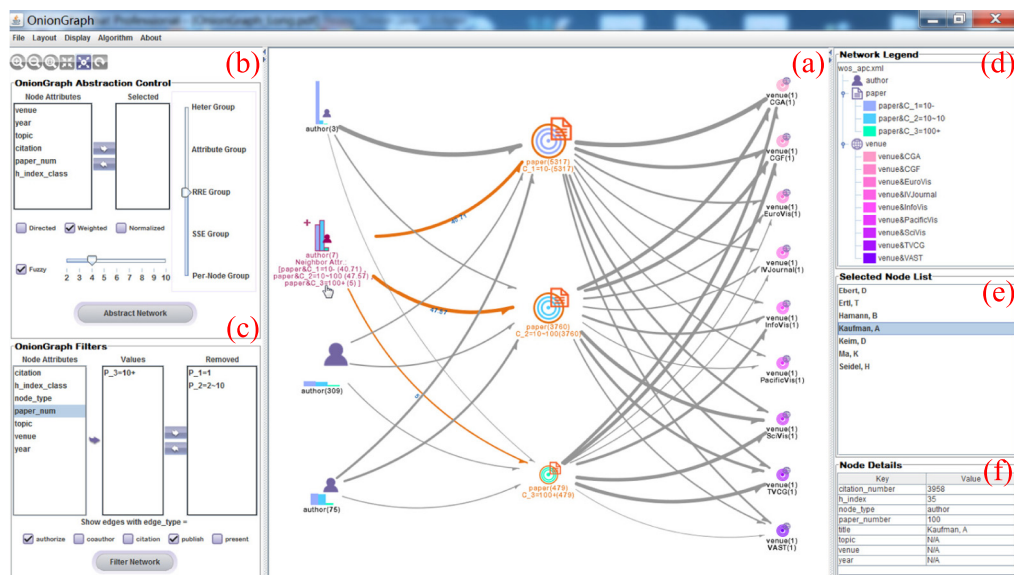 OnionGraph
File Layout Display Algorithm About
(b)
OnionGraph Abstraction Control
Node Attributes Selected
venue
year
topic
citation
paper_num
h_index_class
Heter Group
Attribute Group
RRE Group
SSE Group
Per-Node Group
Directed Weighted Normalized
Fuzzy
2 3 4 5 6 7 8 9 10
Abstract Network
(c)
OnionGraph Filters
Node Attributes Values Removed
citation
h_index_class
node_type
paper_num
topic
venue
year
P_3=10+
P_1=1
P_2=2~10
Show edges with edge_type =
authorize coauthor citation publish present
Filter Network
(a)
author(3)
author(7)
Neighbor Attr.:
[paper&C_1=10- (40.71)
paper&C_2=10~100 (47.57)
paper&C_3=100+ (5) ]
author(309)
author(75)
40.71
47.57
5
paper(5317)
C_1=10-(5317)
paper(3760)
C_2=10~100(3760)
paper(479)
C_3=100+(479)
venue(1)
CGA(1)
venue(1)
CGF(1)
venue(1)
EuroVis(1)
venue(1)
IVJournal(1)
venue(1)
InfoVis(1)
venue(1)
PacificVis(1)
venue(1)
SciVis(1)
venue(1)
TVCG(1)
venue(1)
VAST(1)
Network Legend
(d)
wos_apc.xml
author
paper
paper&C_1=10-
paper&C_2=10~10
paper&C_3=100+
venue
venue&CGA
venue&CGF
venue&EuroVis
venue&IVJournal
venue&InfoVis
venue&PacificVis
venue&SciVis
venue&TVCG
venue&VAST
Selected Node List
(e)
Ebert, D
Ertl, T
Hamann, B
Kaufman, A
Keim, D
Ma, K
Seidel, H
Node Details
(f)
Key Value
citation_number 3958
h_index 35
node_type author
paper_number 100
title Kaufman, A
topic N/A
venue N/A
year N/A